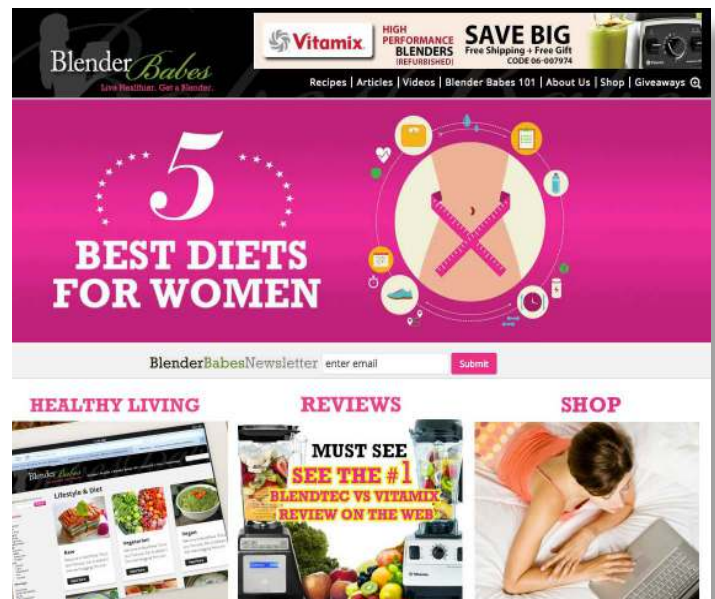 Vitamix
HIGH
PERFORMANCE
BLENDERS
(REFURBISHED)
SAVE BIG
Free Shipping + Free Gift
CODE 06-007974
Blender Babes
Live Healthier. Get a Blender.
Recipes | Articles | Videos | Blender Babes 101 | About Us | Shop | Giveaways
5
BEST DIETS
FOR WOMEN
BlenderBabesNewsletter enter email Submit
HEALTHY LIVING
REVIEWS
SHOP
Blender Babes
Lifestyle & Diet
Raw
Vegetarian
Vegan
MUST SEE
SEE THE #1
BLENDTEC VS VITAMIX
REVIEW ON THE WEB!